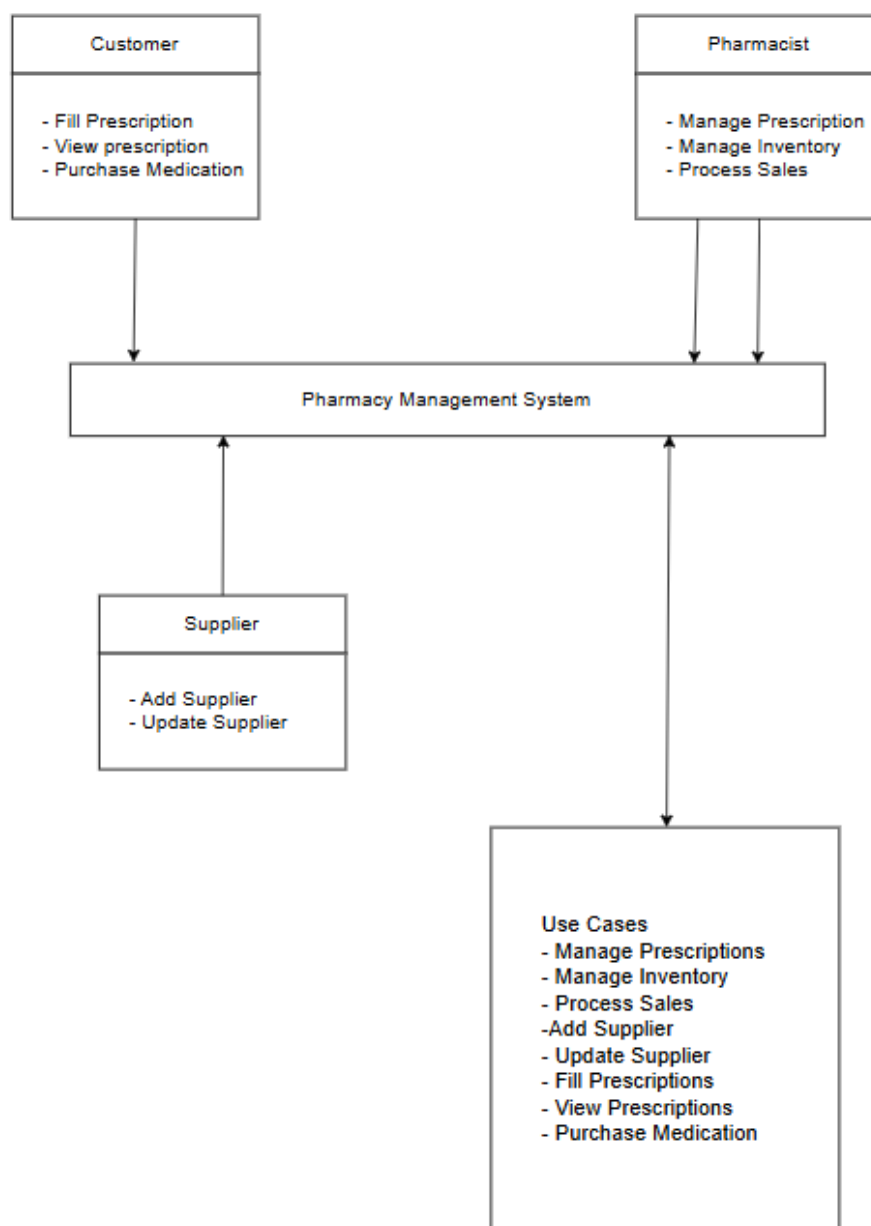 Customer
- Fill Prescription
- View prescription
- Purchase Medication
Pharmacist
- Manage Prescription
- Manage Inventory
- Process Sales
Pharmacy Management System
Supplier
- Add Supplier
- Update Supplier
Use Cases
- Manage Prescriptions
- Manage Inventory
- Process Sales
-Add Supplier
- Update Supplier
- Fill Prescriptions
- View Prescriptions
- Purchase Medication